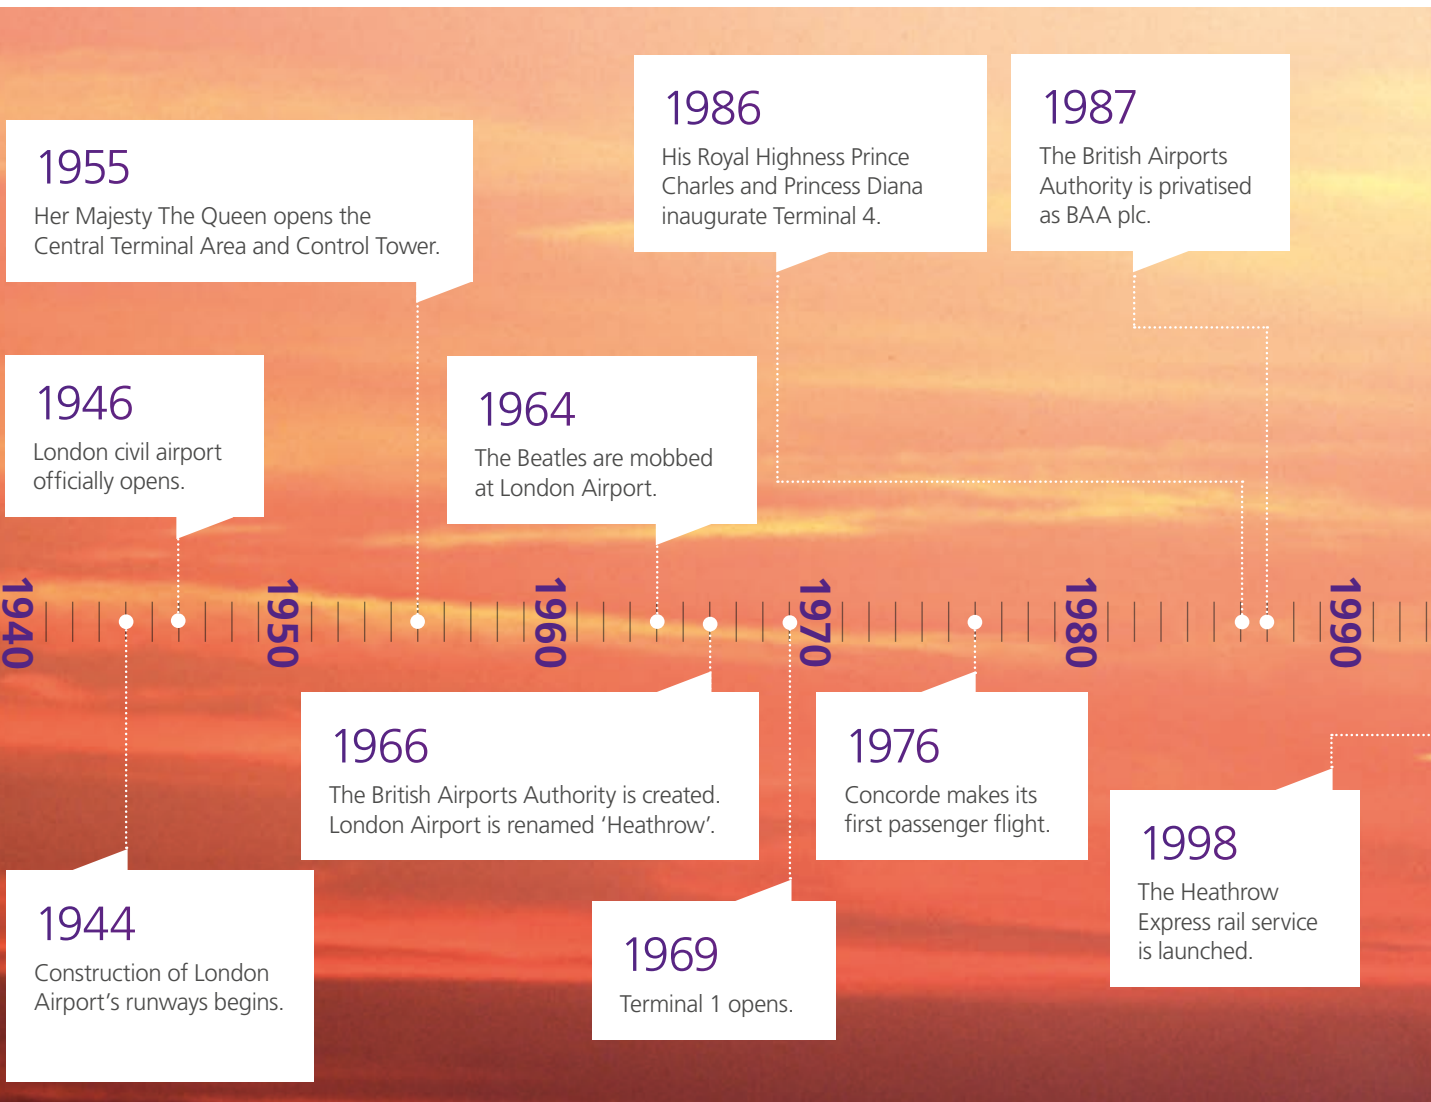 1955
Her Majesty The Queen opens the
Central Terminal Area and Control Tower.
1986
His Royal Highness Prince
Charles and Princess Diana
inaugurate Terminal 4.
1987
The British Airports
Authority is privatised
as BAA plc.
1946
London civil airport
officially opens.
1964
The Beatles are mobbed
at London Airport.
1940
1950
1960
1970
1980
1990
1966
The British Airports Authority is created.
London Airport is renamed ‘Heathrow’.
1976
Concorde makes its
first passenger flight.
1998
The Heathrow
Express rail service
is launched.
1944
Construction of London
Airport’s runways begins.
1969
Terminal 1 opens.